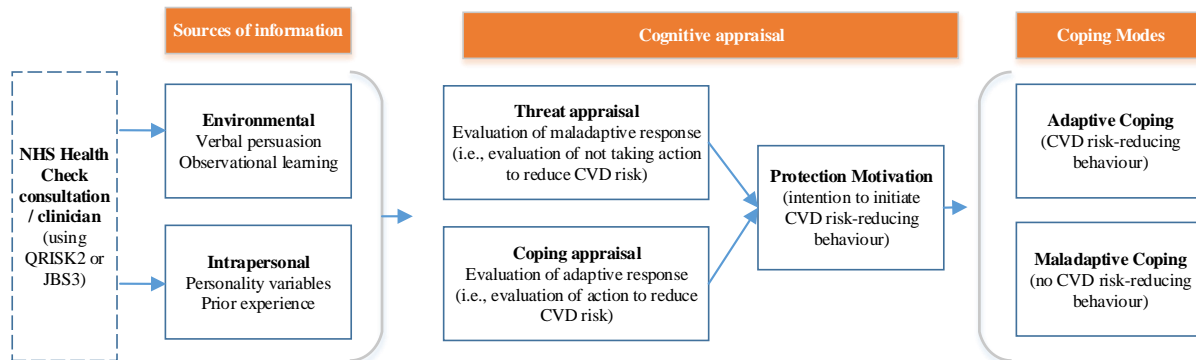 Sources of information
Cognitive appraisal
Coping Modes
NHS Health
Check
consultation
/ clinician
(using
QRISK2 or
JBS3)
Environmental
Verbal persuasion
Observational learning
Intrapersonal
Personality variables
Prior experience
Threat appraisal
Evaluation of maladaptive response
(i.e., evaluation of not taking action
to reduce CVD risk)
Coping appraisal
Evaluation of adaptive response
(i.e., evaluation of action to reduce
CVD risk)
Protection Motivation
(intention to initiate
CVD risk-reducing
behaviour)
Adaptive Coping
(CVD risk-reducing
behaviour)
Maladaptive Coping
(no CVD risk-reducing
behaviour)